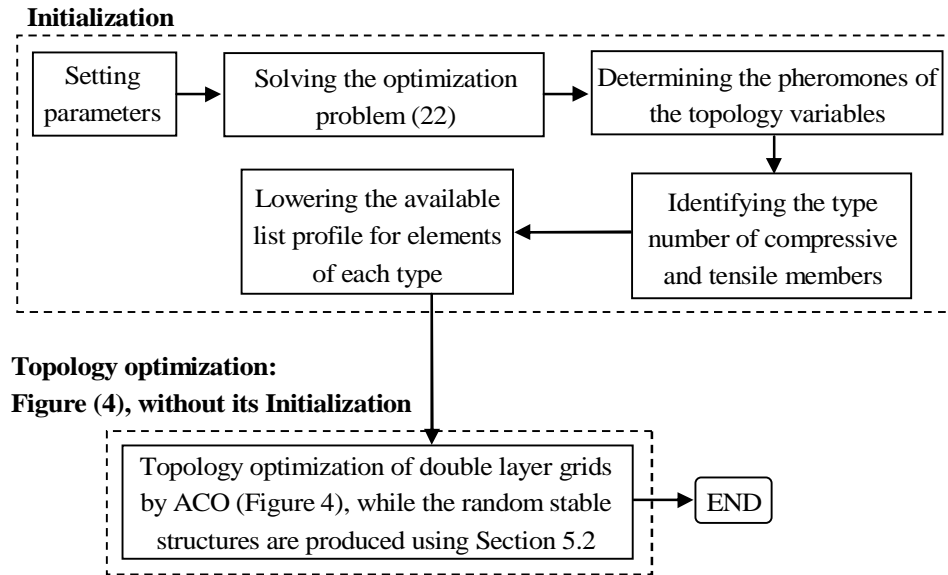 Initialization
Setting
parameters
Solving the optimization
problem (22)
Determining the pheromones of
the topology variables
Identifying the type
number of compressive
and tensile members
Lowering the available
list profile for elements
of each type
Topology optimization:
Figure (4), without its Initialization
Topology optimization of double layer grids
by ACO (Figure 4), while the random stable
structures are produced using Section 5.2
END